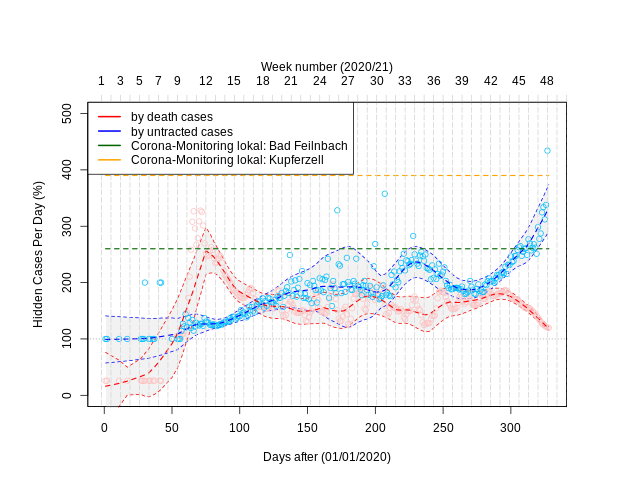 Week number (2020/21)
1 3 5 7 9 12 15 18 21 24 27 30 33 36 39 42 45 48
by death cases
by untracted cases
Corona-Monitoring lokal: Bad Feilnbach
Corona-Monitoring lokal: Kupferzell
500
400
300
200
100
0
Hidden Cases Per Day (%)
0 50 100 150 200 250 300
Days after (01/01/2020)